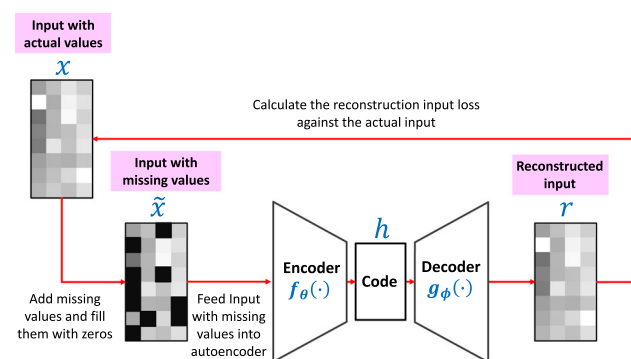 Input with
actual values
x
Calculate the reconstruction input loss
against the actual input
Input with
missing values
x̃
Reconstructed
input
r
h
Encoder
f_θ(·)
Code
Decoder
g_ϕ(·)
Add missing
values and fill
them with zeros
Feed Input
with missing
values into
autoencoder